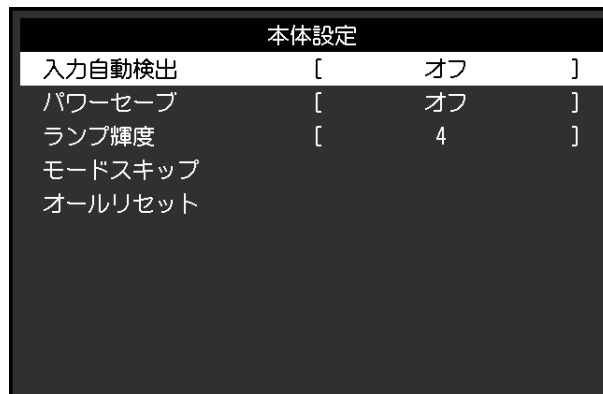 本体設定
入力自動検出 [ オフ ]
パワーセーブ [ オフ ]
ランプ輝度 [ 4 ]
モードスキップ
オールリセット